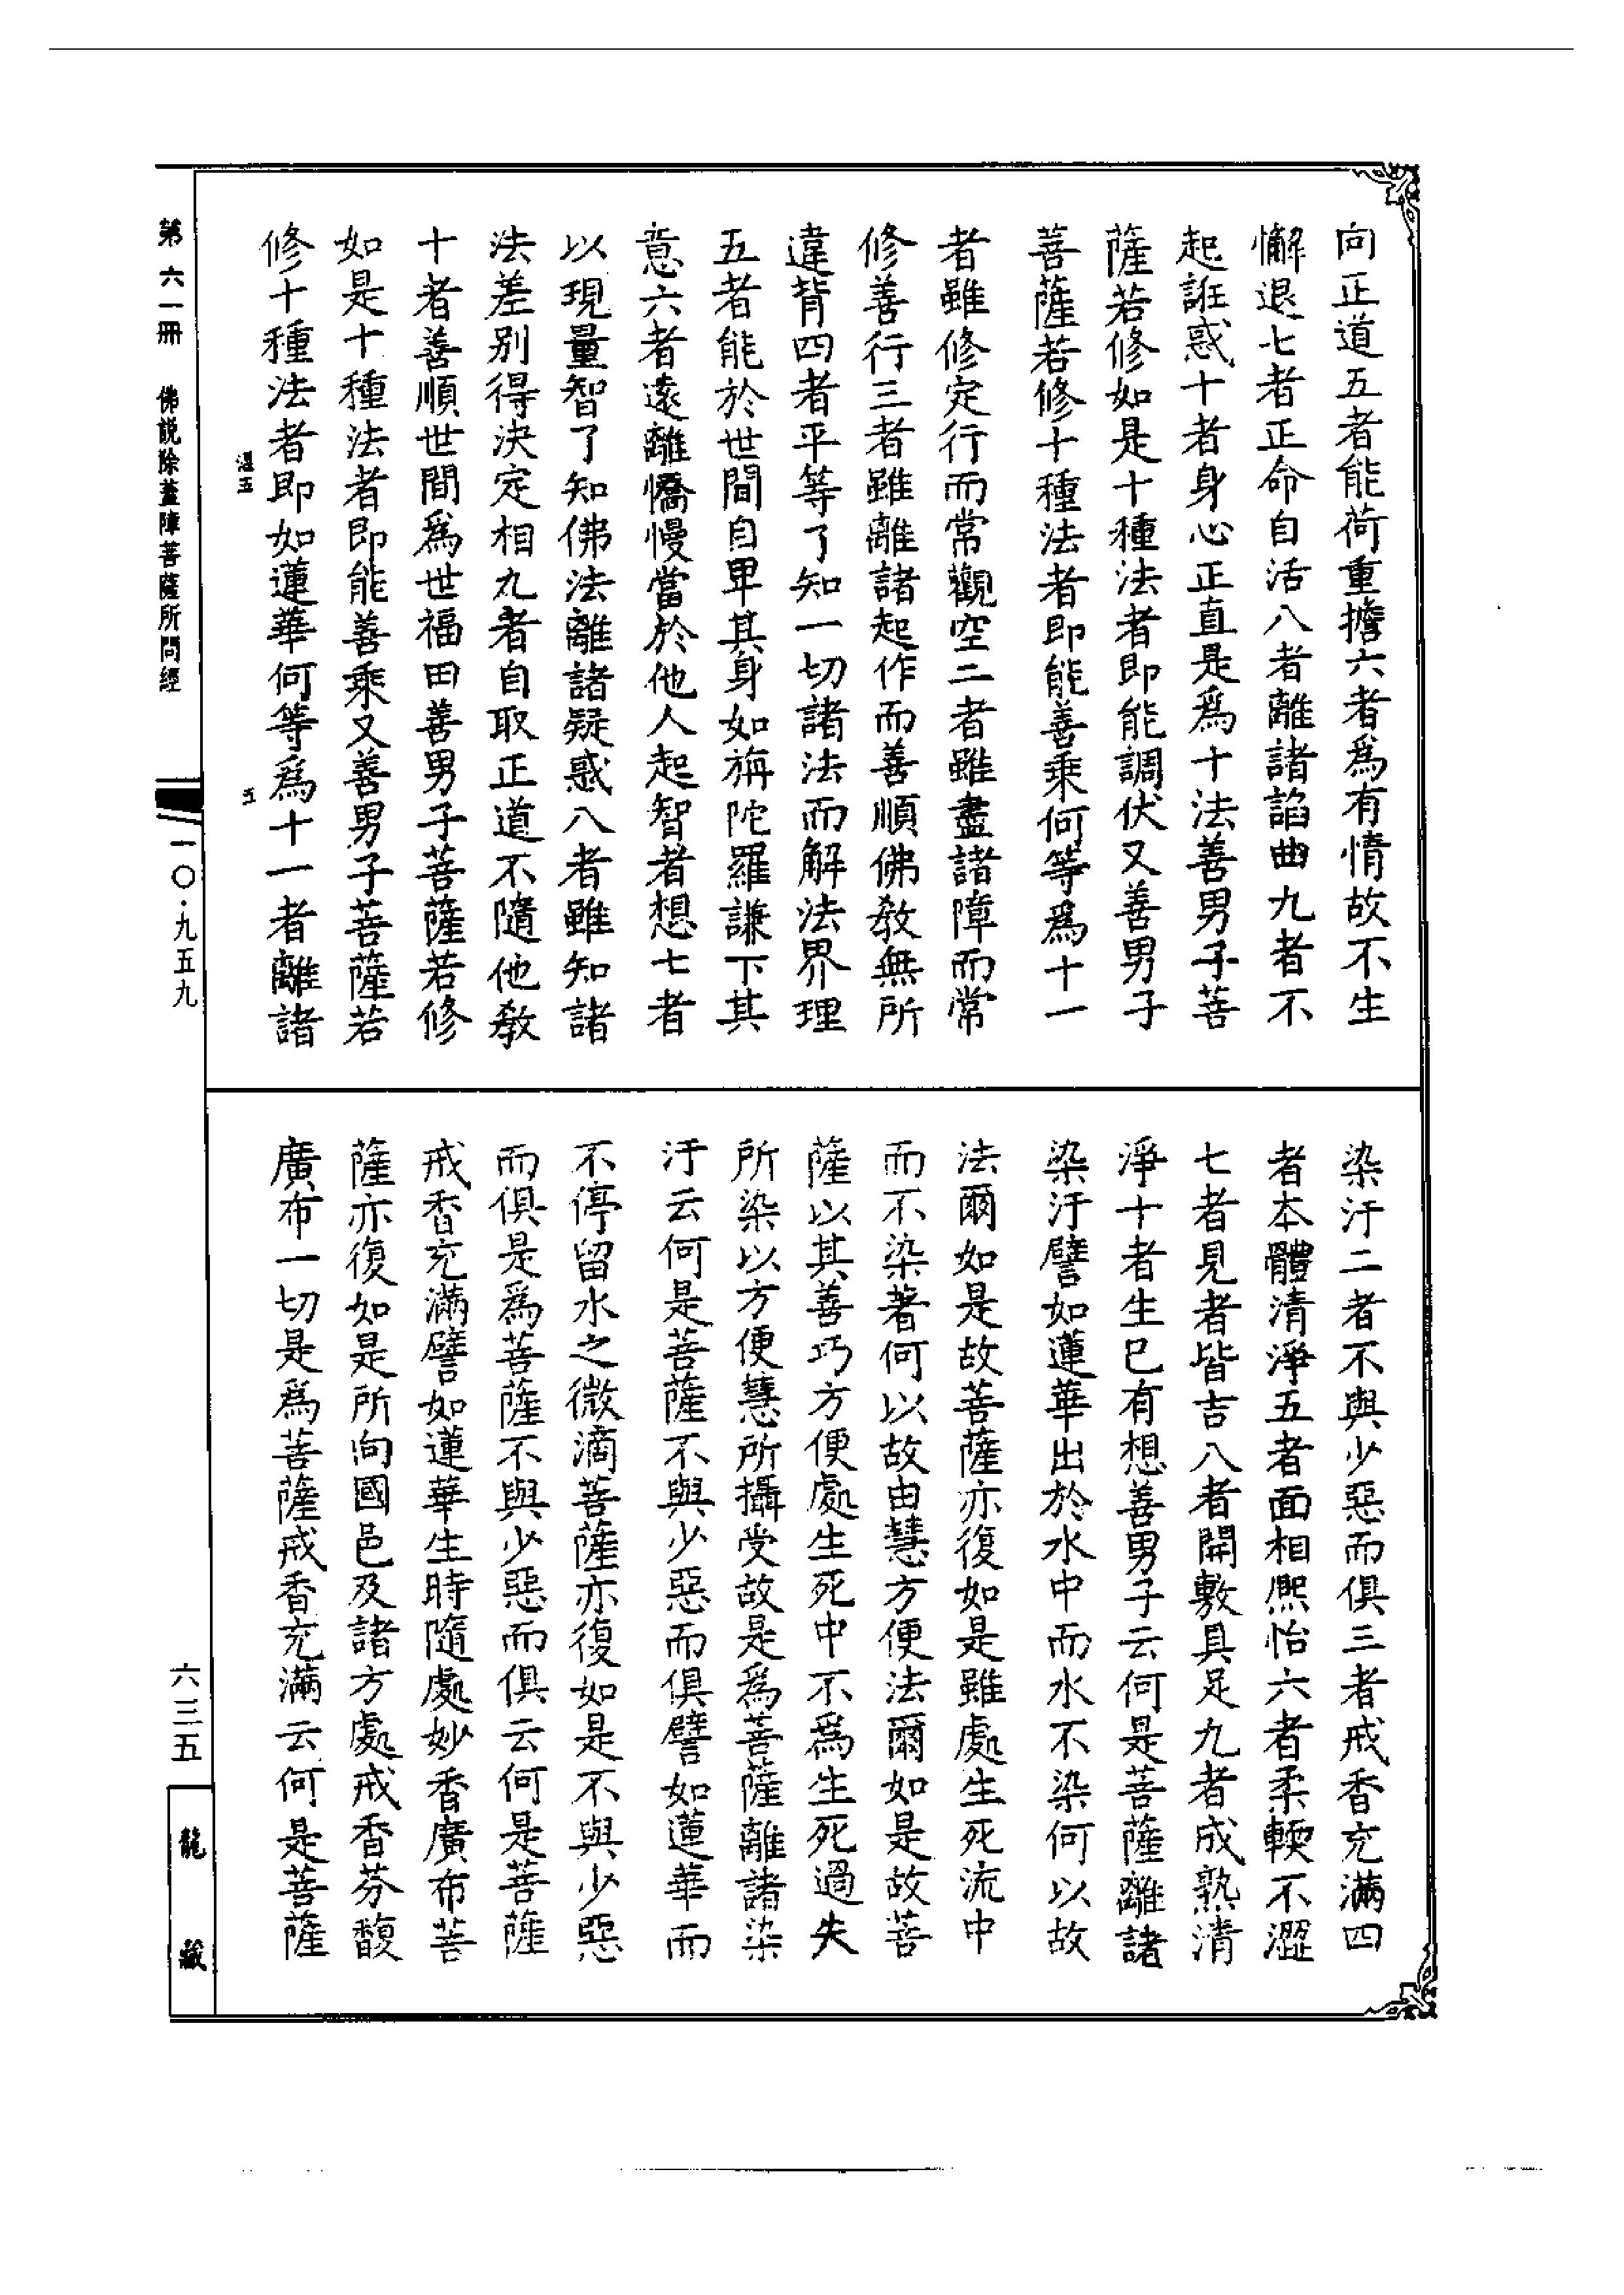 向正道五者能荷重擔六者為有情故不生
懈退七者正命自活八者離諸諂曲九者不
起誑惑十者身心正直是為十法善男子菩
薩若修如是十種法者即能調伏又善男子
菩薩若修十種法者即能善乘何等為十一
者雖修定行而常觀空二者雖盡諸障而常
修善行三者雖離諸起作而善順佛教無所
違背四者平等了知一切諸法而解法界理
五者能於世間自卑其身如旃陀羅謙下其
意六者遠離憍慢當於他人起智者想七者
以現量智了知佛法離諸疑惑八者雖知諸
法差別得決定相九者自取正道不隨他教
十者善順世間為世福田善男子菩薩若修
如是十種法者即能善乘又善男子菩薩若
修十種法者即如蓮華何等為十一者離諸
染汙二者不與少惡而俱三者戒香充滿四
者本體清淨五者面相熈怡六者柔輭不澀
七者見者皆吉八者開敷具足九者成熟清
淨十者生已有想善男子云何是菩薩離諸
染汙譬如蓮華出於水中而水不染何以故
法爾如是故菩薩亦復如是雖處生死流中
而不染著何以故由慧方便法爾如是故菩
薩以其善巧方便處生死中不為生死過失
所染以方便慧所攝受故是為菩薩離諸染
汙云何是菩薩不與少惡而俱譬如蓮華而
不停留水之微滴菩薩亦復如是不與少惡
而俱是為菩薩不與少惡而俱云何是菩薩
戒香充滿譬如蓮華生時隨處妙香廣布菩
薩亦復如是所向國邑及諸方處戒香芬馥
廣布一切是為菩薩戒香充滿云何是菩薩
五
第六一冊 佛説除蓋障菩薩所問經
一〇·九五九
六三五
龍藏